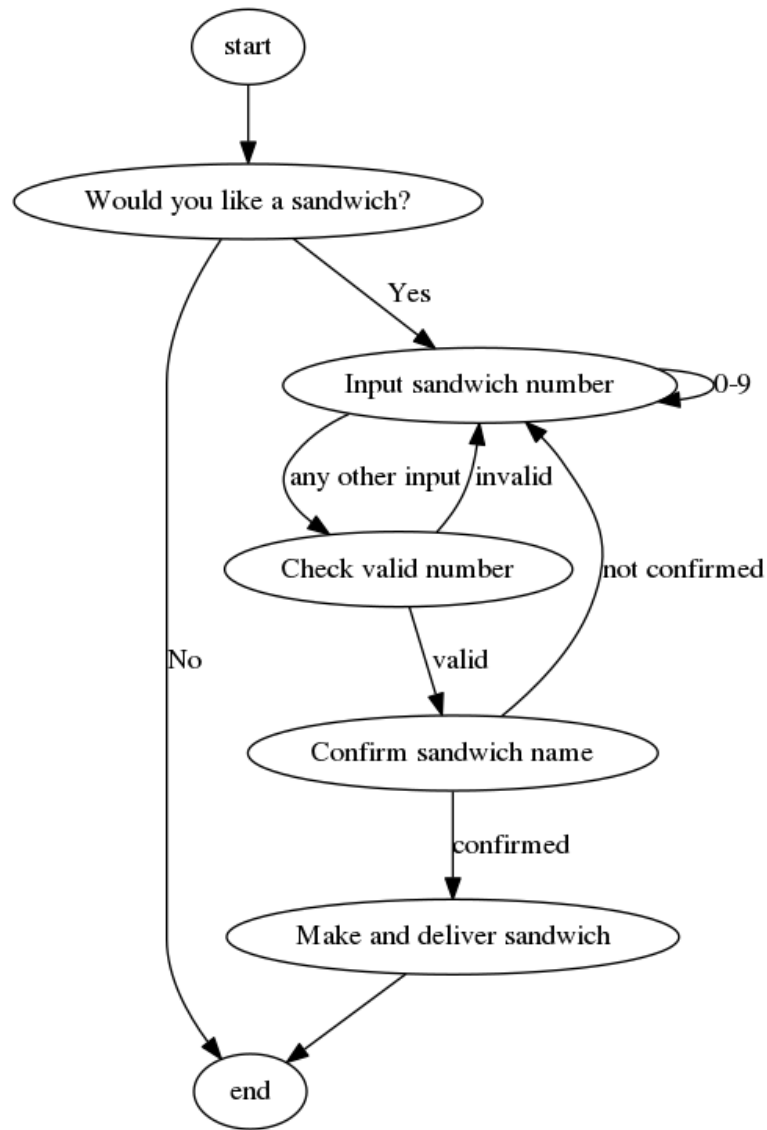 start
Would you like a sandwich?
Yes
Input sandwich number
0-9
any other input
invalid
Check valid number
not confirmed
No
valid
Confirm sandwich name
confirmed
Make and deliver sandwich
end